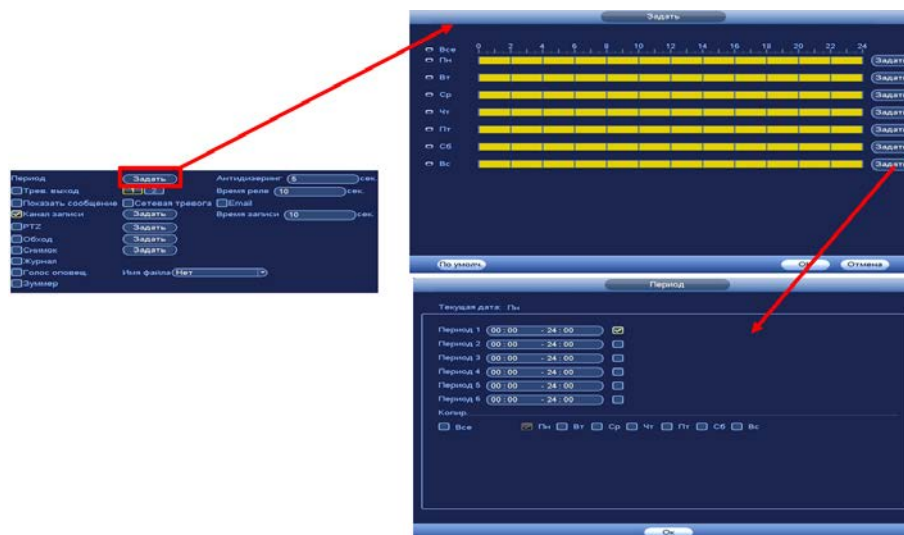 Период Задать Антидизеринг 5 сек.
Трев. выход 1 2 Время реле 10 сек.
Показать сообщение Сетевая тревога Email
Канал записи Задать Время записи 10 сек.
PTZ Задать
Обход Задать
Снимок Задать
Журнал
Голос оповещ. Имя файла Нет
Зуммер
Задать
0 2 4 6 8 10 12 14 16 18 20 22 24
Все
Пн Задать
Вт Задать
Ср Задать
Чт Задать
Пт Задать
Сб Задать
Вс Задать
По умолч. Отмена
Период
Текущая дата: Пн
Период 1 00 : 00 - 24 : 00
Период 2 00 : 00 - 24 : 00
Период 3 00 : 00 - 24 : 00
Период 4 00 : 00 - 24 : 00
Период 5 00 : 00 - 24 : 00
Период 6 00 : 00 - 24 : 00
Копир.
Все Пн Вт Ср Чт Пт Сб Вс
Ок